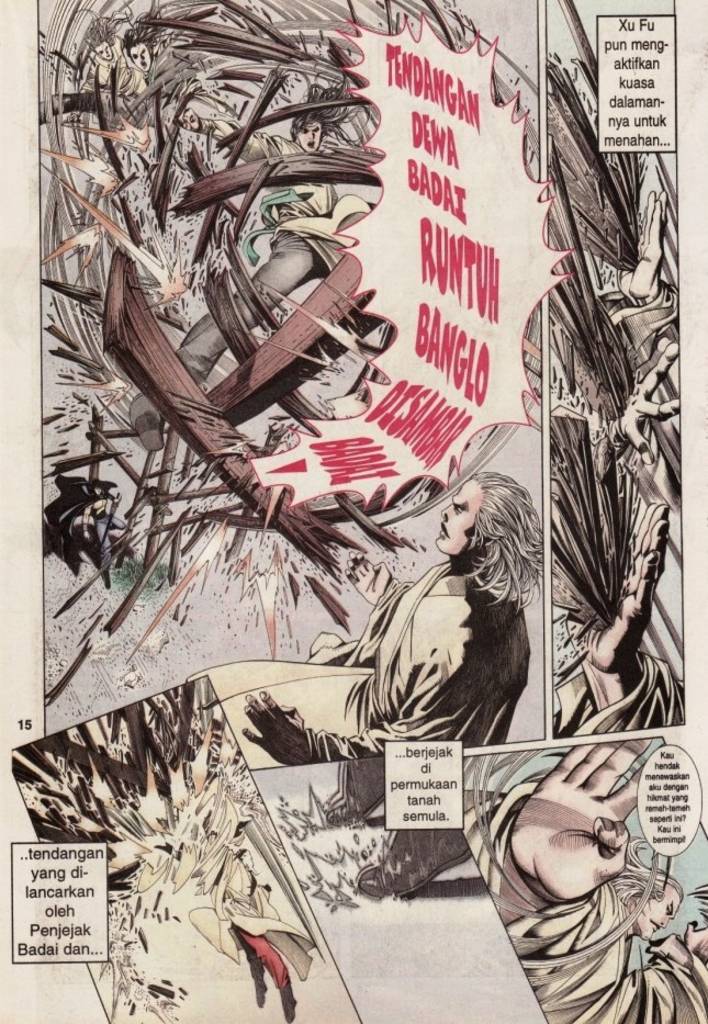 TENDANGAN
DEWA
BADAI
RUNTUH
BANGLO
DISAMBAR
BADAI
Xu Fu
pun meng-
aktifkan
kuasa
dalaman-
nya untuk
menahan...
15
..tendangan
yang di-
lancarkan
oleh
Penjejak
Badai dan...
...berjejak
di
permukaan
tanah
semula.
Kau
hendak
menewaskan
aku dengan
hikmat yang
remeh-temeh
seperti ini?
Kau ini
bermimpi!